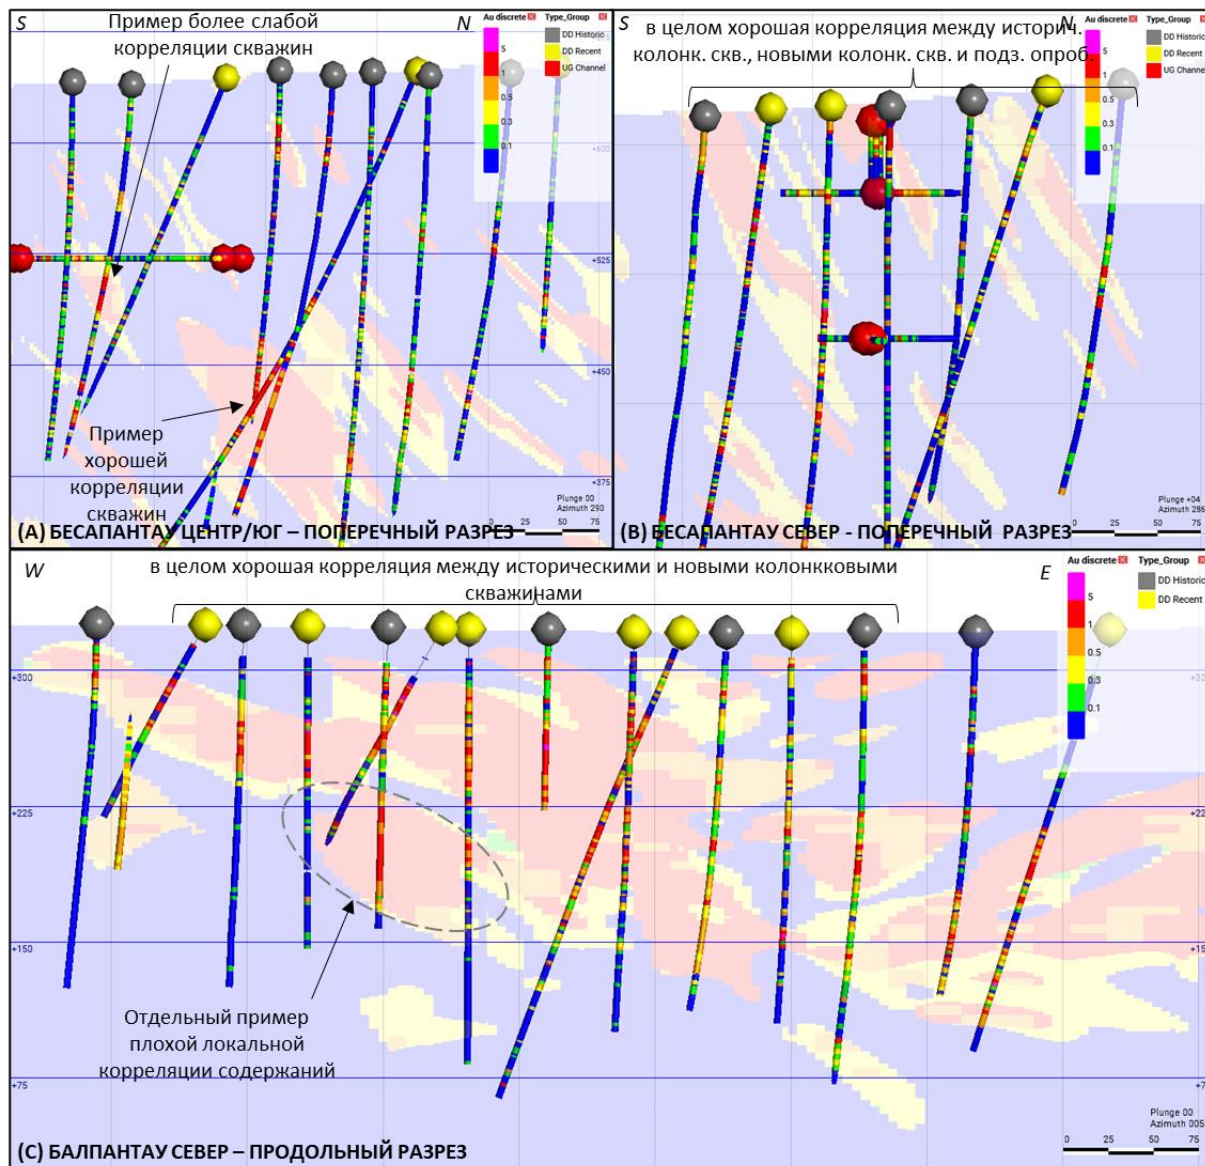 S
Пример более слабой
корреляции скважин
N
Au discrete
Type_Group
5
1
0.5
0.3
0.1
DD Historic
DD Recent
UG Channel
+600
+525
+450
+375
Пример
хорошей
корреляции
скважин
Plunge 00
Azimuth 290
0 25 50 75
(A) БЕСАПАНТАУ ЦЕНТР/ЮГ – ПОПЕРЕЧНЫЙ РАЗРЕЗ
S
в целом хорошая корреляция между историч.
колонк. скв., новыми колонк. скв. и подз. опроб.
N
Au discrete
Type_Group
5
1
0.5
0.3
0.1
DD Historic
DD Recent
UG Channel
Plunge +04
Azimuth 286
0 25 50 75
(B) БЕСАПАНТАУ СЕВЕР - ПОПЕРЕЧНЫЙ РАЗРЕЗ
W
в целом хорошая корреляция между историческими и новыми колонкковыми
скважинами
E
Au discrete
Type_Group
5
1
0.5
0.3
0.1
DD Historic
DD Recent
+300
+225
+150
+75
Отдельный пример
плохой локальной
корреляции содержаний
Plunge 00
Azimuth 005
0 25 50 75
(C) БАЛПАНТАУ СЕВЕР – ПРОДОЛЬНЫЙ РАЗРЕЗ